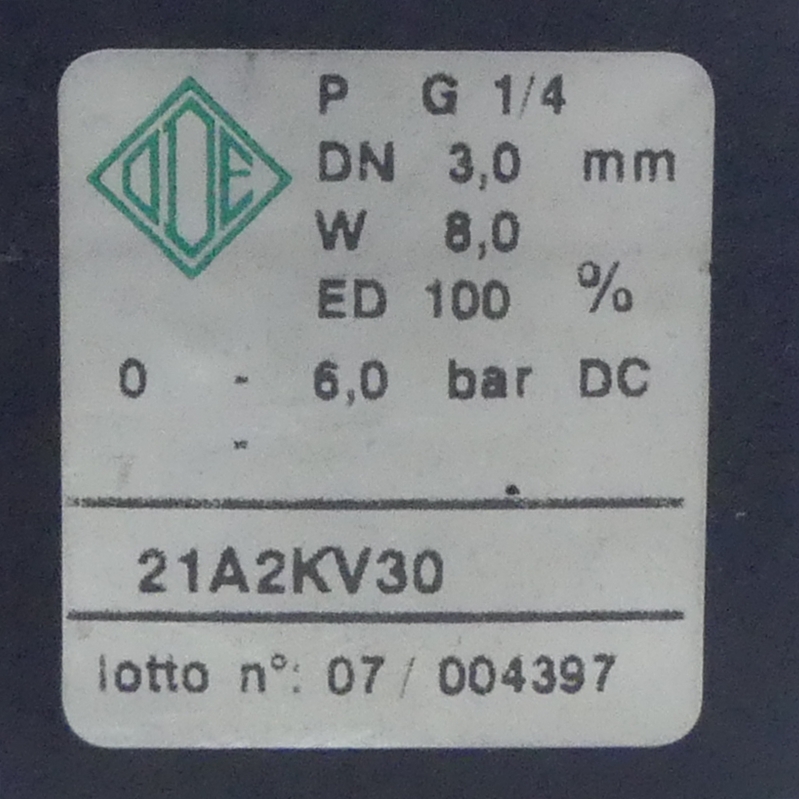 ODE
P G 1/4
DN 3,0 mm
W 8,0
ED 100 %
0 - 6,0 bar DC
-
21A2KV30
lotto n°: 07 / 004397